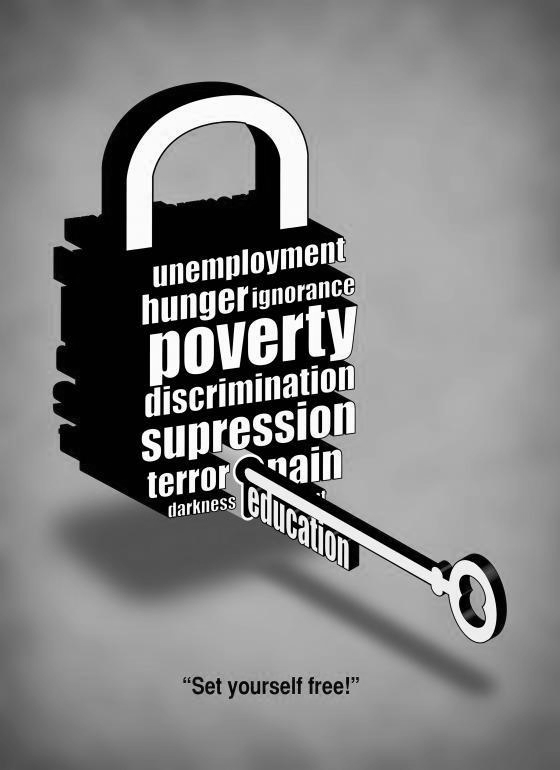 unemployment
hunger ignorance
poverty
discrimination
supression
terror pain
darkness
education
“Set yourself free!”